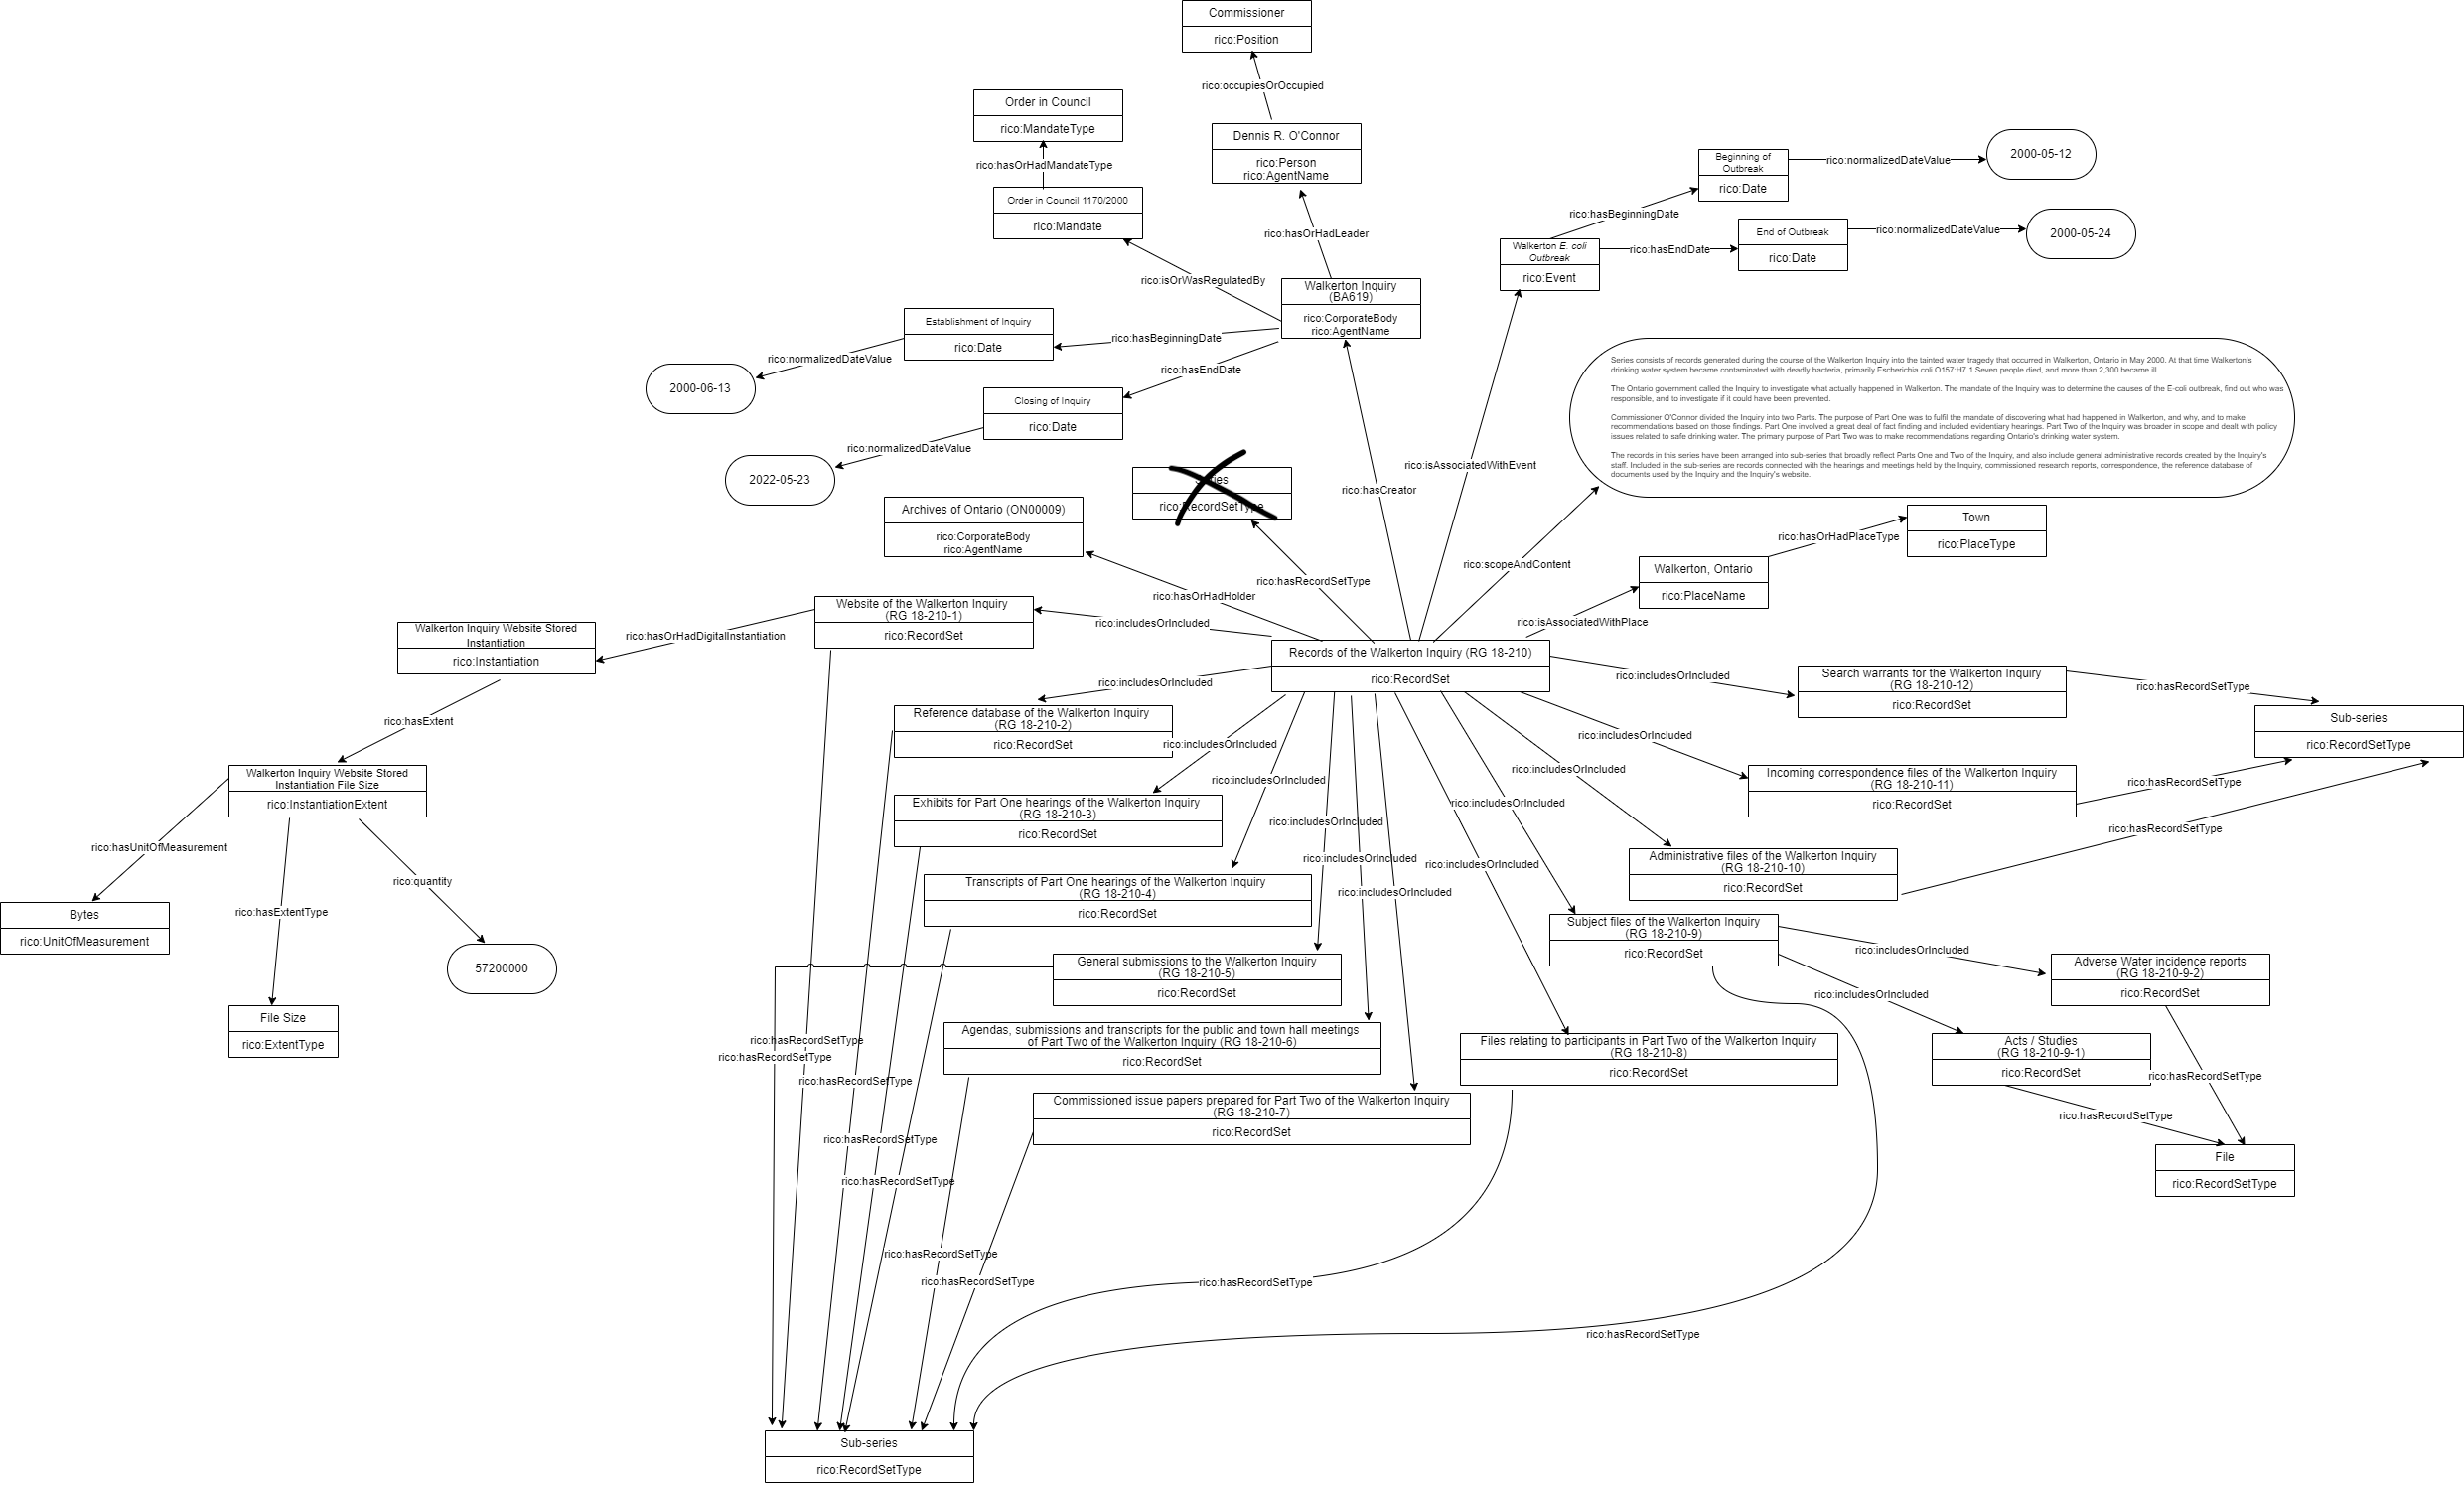 Commissioner
rico:Position
rico:occupiesOrOccupied
Order in Council
rico:MandateType
rico:hasOrHadMandateType
Order in Council 1170/2000
rico:Mandate
Dennis R. O'Connor
rico:Person
rico:AgentName
rico:hasOrHadLeader
rico:isOrWasRegulatedBy
Walkerton Inquiry
(BA619)
rico:CorporateBody
rico:AgentName
Beginning of
Outbreak
rico:Date
rico:normalizedDateValue
2000-05-12
rico:hasBeginningDate
Walkerton E. coli
Outbreak
rico:Event
rico:hasEndDate
End of Outbreak
rico:Date
rico:normalizedDateValue
2000-05-24
Establishment of Inquiry
rico:Date
rico:hasBeginningDate
rico:normalizedDateValue
2000-06-13
rico:hasEndDate
Closing of Inquiry
rico:Date
rico:normalizedDateValue
2022-05-23
Series consists of records generated during the course of the Walkerton Inquiry into the tainted water tragedy that occurred in Walkerton, Ontario in May 2000. At that time Walkerton's
drinking water system became contaminated with deadly bacteria, primarily Escherichia coli O157:H7.1 Seven people died, and more than 2,300 became ill.
The Ontario government called the Inquiry to investigate what actually happened in Walkerton. The mandate of the Inquiry was to determine the causes of the E-coli outbreak, find out who was
responsible, and to investigate if it could have been prevented.
Commissioner O'Connor divided the Inquiry into two Parts. The purpose of Part One was to fulfil the mandate of discovering what had happened in Walkerton, and why, and to make
recommendations based on those findings. Part One involved a great deal of fact finding and included evidentiary hearings. Part Two of the Inquiry was broader in scope and dealt with policy
issues related to safe drinking water. The primary purpose of Part Two was to make recommendations regarding Ontario's drinking water system.
The records in this series have been arranged into sub-series that broadly reflect Parts One and Two of the Inquiry, and also include general administrative records created by the Inquiry's
staff. Included in the sub-series are records connected with the hearings and meetings held by the Inquiry, commissioned research reports, correspondence, the reference database of
documents used by the Inquiry and the Inquiry's website.
rico:isAssociatedWithEvent
rico:hasCreator
Series
rico:RecordSetType
Archives of Ontario (ON00009)
rico:CorporateBody
rico:AgentName
Town
rico:PlaceType
rico:hasOrHadPlaceType
rico:scopeAndContent
Walkerton, Ontario
rico:PlaceName
rico:hasRecordSetType
rico:hasOrHadHolder
rico:isAssociatedWithPlace
Website of the Walkerton Inquiry
(RG 18-210-1)
rico:RecordSet
rico:includesOrIncluded
Walkerton Inquiry Website Stored
Instantiation
rico:Instantiation
rico:hasOrHadDigitalInstantiation
Records of the Walkerton Inquiry (RG 18-210)
rico:RecordSet
rico:includesOrIncluded
Search warrants for the Walkerton Inquiry
(RG 18-210-12)
rico:RecordSet
rico:hasRecordSetType
Sub-series
rico:RecordSetType
rico:includesOrIncluded
Reference database of the Walkerton Inquiry
(RG 18-210-2)
rico:RecordSet
rico:hasExtent
rico:includesOrIncluded
rico:includesOrIncluded
Walkerton Inquiry Website Stored
Instantiation File Size
rico:InstantiationExtent
rico:includesOrIncluded
rico:includesOrIncluded
Incoming correspondence files of the Walkerton Inquiry
(RG 18-210-11)
rico:RecordSet
rico:hasRecordSetType
Exhibits for Part One hearings of the Walkerton Inquiry
(RG 18-210-3)
rico:RecordSet
rico:includesOrIncluded
rico:includesOrIncluded
rico:hasRecordSetType
rico:hasUnitOfMeasurement
rico:includesOrIncluded
rico:includesOrIncluded
Administrative files of the Walkerton Inquiry
(RG 18-210-10)
rico:RecordSet
rico:quantity
Transcripts of Part One hearings of the Walkerton Inquiry
(RG 18-210-4)
rico:RecordSet
rico:includesOrIncluded
Bytes
rico:UnitOfMeasurement
rico:hasExtentType
57200000
Subject files of the Walkerton Inquiry
(RG 18-210-9)
rico:RecordSet
rico:includesOrIncluded
Adverse Water incidence reports
(RG 18-210-9-2)
rico:RecordSet
General submissions to the Walkerton Inquiry
(RG 18-210-5)
rico:RecordSet
rico:includesOrIncluded
File Size
rico:ExtentType
Agendas, submissions and transcripts for the public and town hall meetings
of Part Two of the Walkerton Inquiry (RG 18-210-6)
rico:RecordSet
Files relating to participants in Part Two of the Walkerton Inquiry
(RG 18-210-8)
rico:RecordSet
Acts / Studies
(RG 18-210-9-1)
rico:RecordSet
rico:hasRecordSetType
rico:hasRecordSetType
rico:hasRecordSetType
rico:hasRecordSetType
Commissioned issue papers prepared for Part Two of the Walkerton Inquiry
(RG 18-210-7)
rico:RecordSet
rico:hasRecordSetType
rico:hasRecordSetType
File
rico:RecordSetType
rico:hasRecordSetType
rico:hasRecordSetType
rico:hasRecordSetType
rico:hasRecordSetType
rico:hasRecordSetType
Sub-series
rico:RecordSetType